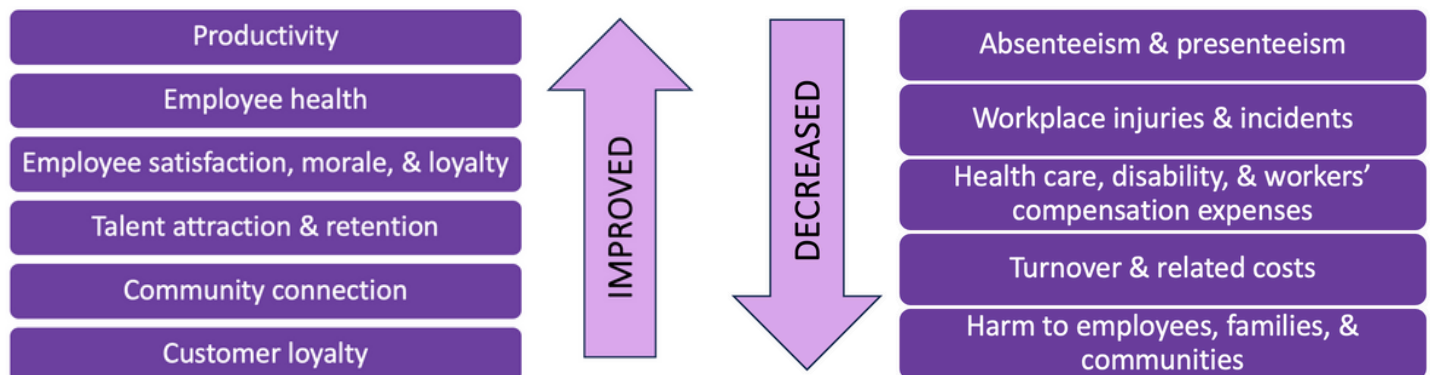 Productivity
Employee health
Employee satisfaction, morale, & loyalty
Talent attraction & retention
Community connection
Customer loyalty
IMPROVED
DECREASED
Absenteeism & presenteeism
Workplace injuries & incidents
Health care, disability, & workers’
compensation expenses
Turnover & related costs
Harm to employees, families, &
communities